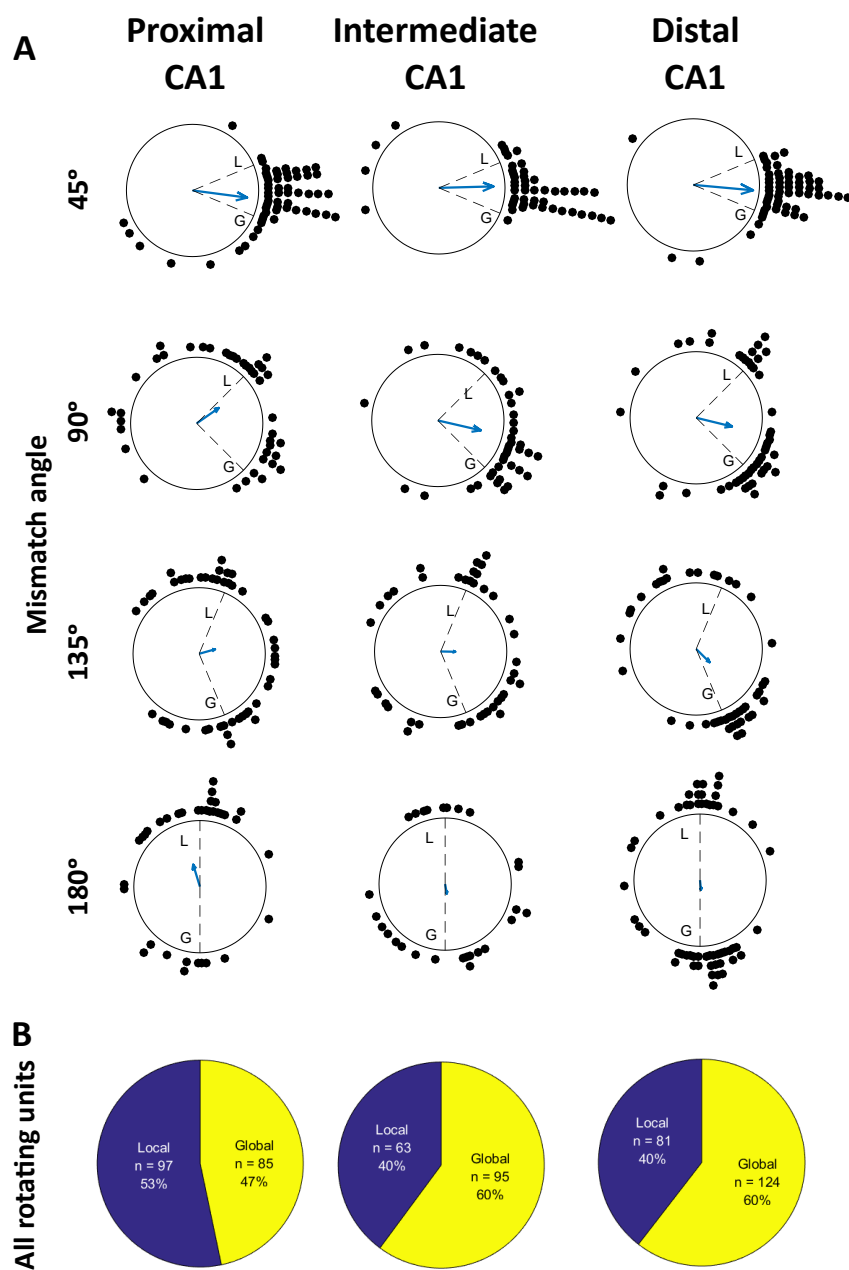 A
Proximal CA1
Intermediate CA1
Distal CA1
Mismatch angle
45°
L
G
L
G
L
G
90°
L
G
L
G
L
G
135°
L
G
L
G
L
G
180°
L
G
L
G
L
G
B
All rotating units
Local
n = 97
53%
Global
n = 85
47%
Local
n = 63
40%
Global
n = 95
60%
Local
n = 81
40%
Global
n = 124
60%